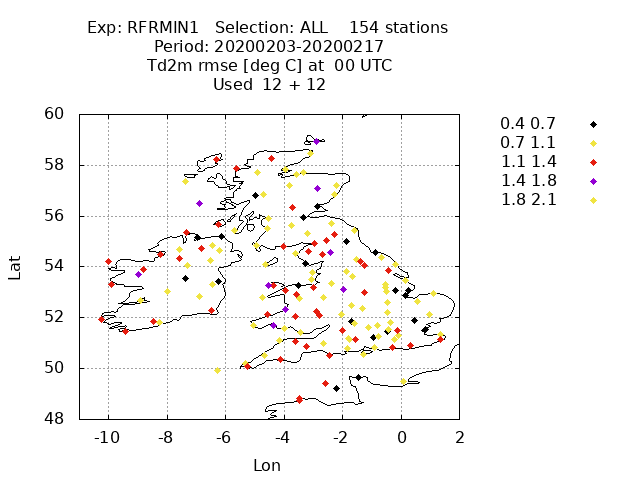 Exp: RFRMIN1 Selection: ALL 154 stations
Period: 20200203-20200217
Td2m rmse [deg C] at 00 UTC
Used 12 + 12
0.4 0.7
0.7 1.1
1.1 1.4
1.4 1.8
1.8 2.1
60
58
56
54
52
50
48
Lat
-10 -8 -6 -4 -2 0 2
Lon